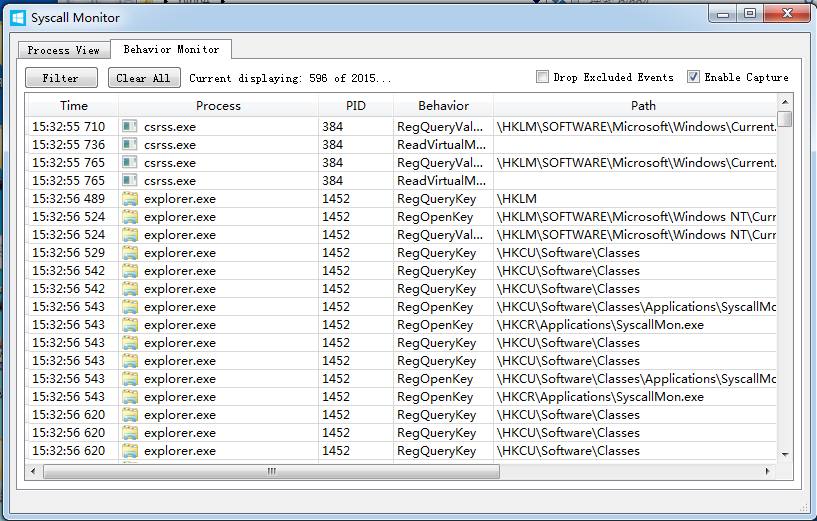 Syscall Monitor
Process View Behavior Monitor
Filter Clear All Current displaying: 596 of 2015... Drop Excluded Events Enable Capture
Time Process PID Behavior Path
15:32:55 710 csrss.exe 384 RegQueryVal... \HKLM\SOFTWARE\Microsoft\Windows\Current.
15:32:55 736 csrss.exe 384 ReadVirtualM...
15:32:55 765 csrss.exe 384 RegQueryVal... \HKLM\SOFTWARE\Microsoft\Windows\Current.
15:32:55 765 csrss.exe 384 ReadVirtualM...
15:32:56 489 explorer.exe 1452 RegQueryKey \HKLM
15:32:56 524 explorer.exe 1452 RegOpenKey \HKLM\SOFTWARE\Microsoft\Windows NT\Curr
15:32:56 524 explorer.exe 1452 RegQueryVal... \HKLM\SOFTWARE\Microsoft\Windows NT\Curr
15:32:56 529 explorer.exe 1452 RegQueryKey \HKCU\Software\Classes
15:32:56 542 explorer.exe 1452 RegQueryKey \HKCU\Software\Classes
15:32:56 542 explorer.exe 1452 RegQueryKey \HKCU\Software\Classes
15:32:56 543 explorer.exe 1452 RegOpenKey \HKCU\Software\Classes\Applications\SyscallMo
15:32:56 543 explorer.exe 1452 RegOpenKey \HKCR\Applications\SyscallMon.exe
15:32:56 543 explorer.exe 1452 RegQueryKey \HKCU\Software\Classes
15:32:56 543 explorer.exe 1452 RegQueryKey \HKCU\Software\Classes
15:32:56 543 explorer.exe 1452 RegOpenKey \HKCU\Software\Classes\Applications\SyscallMo
15:32:56 543 explorer.exe 1452 RegOpenKey \HKCR\Applications\SyscallMon.exe
15:32:56 620 explorer.exe 1452 RegQueryKey \HKCU\Software\Classes
15:32:56 620 explorer.exe 1452 RegQueryKey \HKCU\Software\Classes
15:32:56 620 explorer.exe 1452 RegQueryKey \HKCU\Software\Classes